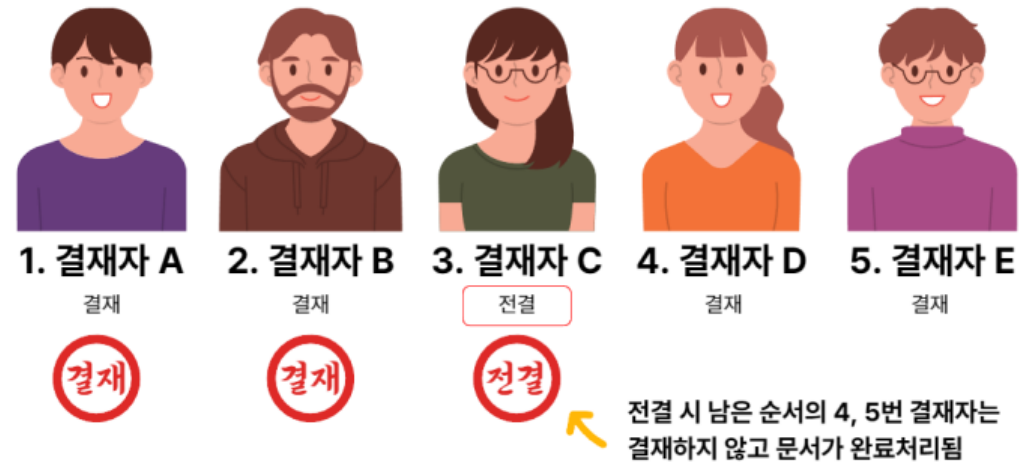 1. 결재자 A
2. 결재자 B
3. 결재자 C
4. 결재자 D
5. 결재자 E
결재
결재
전결
결재
결재
결재
결재
전결
전결 시 남은 순서의 4, 5번 결재자는
결재하지 않고 문서가 완료처리됨